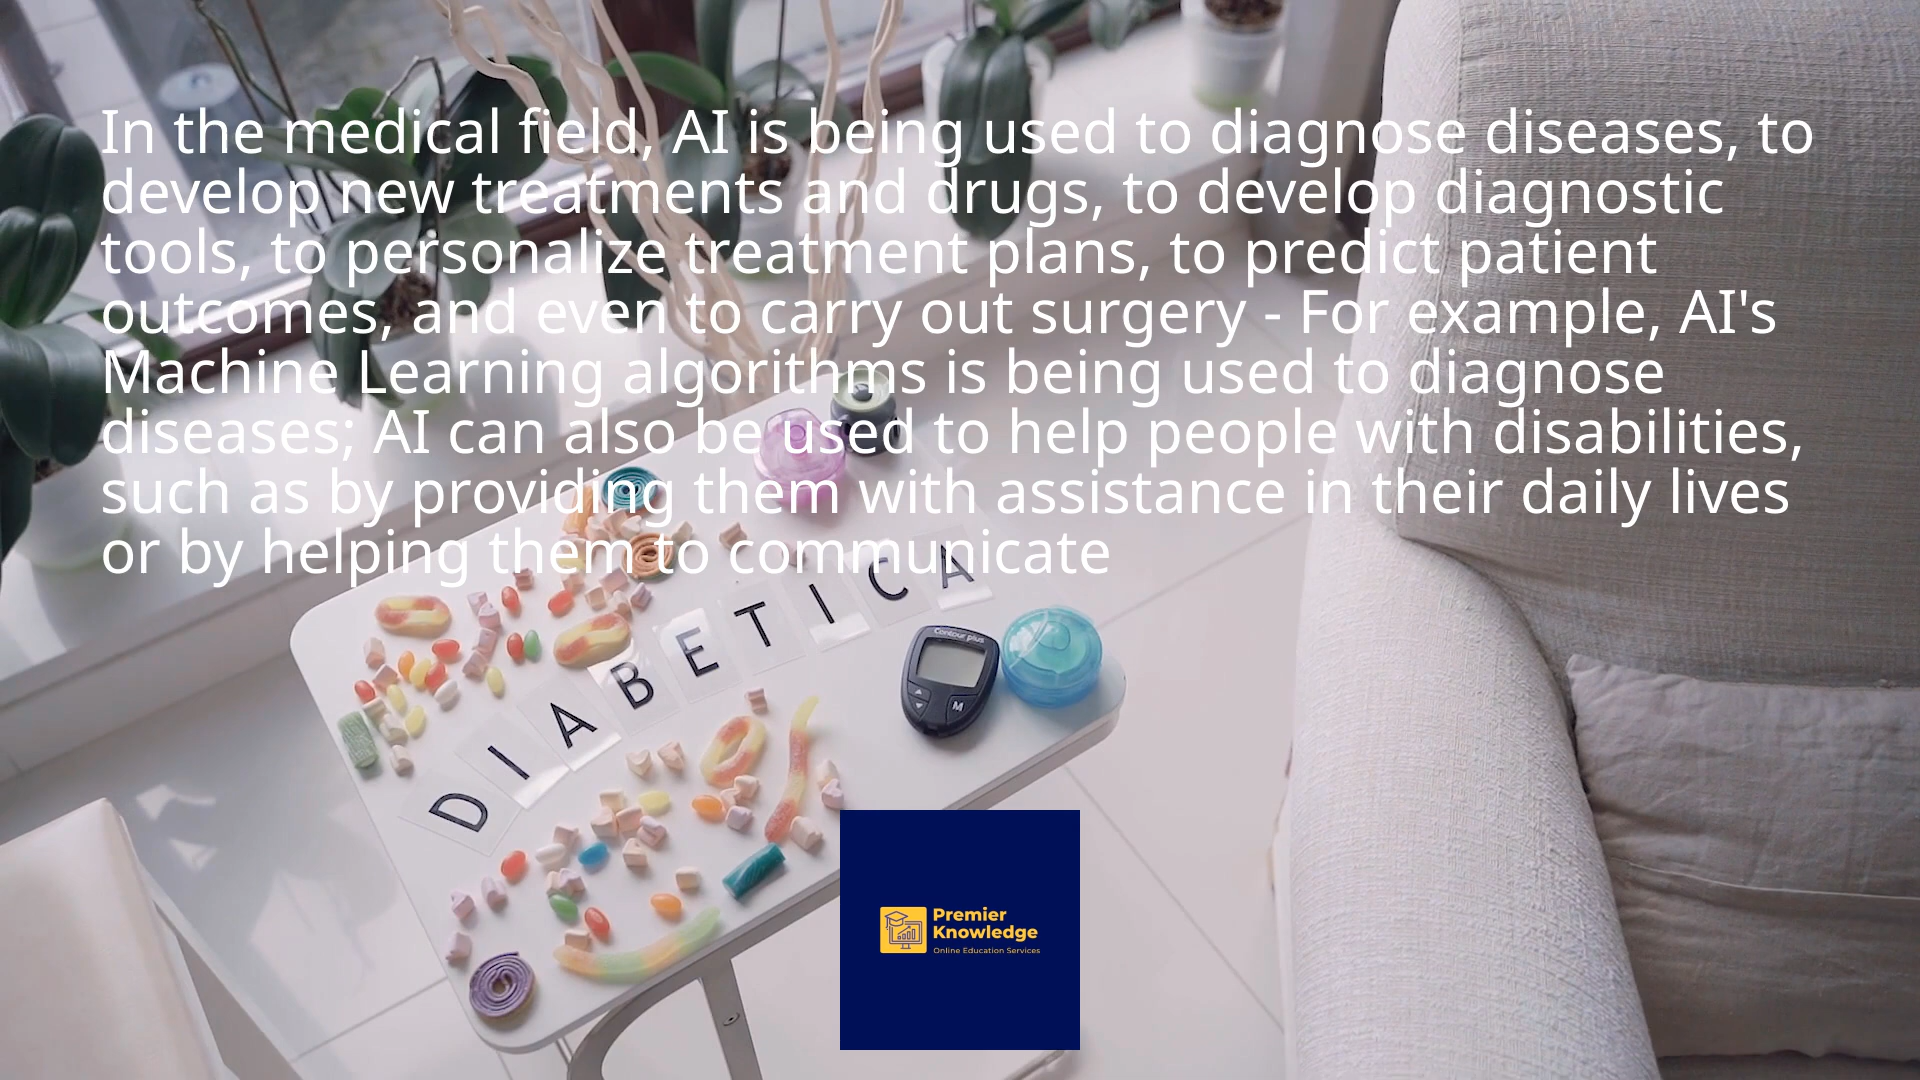 In the medical field, AI is being used to diagnose diseases, to
develop new treatments and drugs, to develop diagnostic
tools, to personalize treatment plans, to predict patient
outcomes, and even to carry out surgery - For example, AI's
Machine Learning algorithms is being used to diagnose
diseases; AI can also be used to help people with disabilities,
such as by providing them with assistance in their daily lives
or by helping them to communicate
DIABETICA
Contour plus
M
Premier
Knowledge
Online Education Services